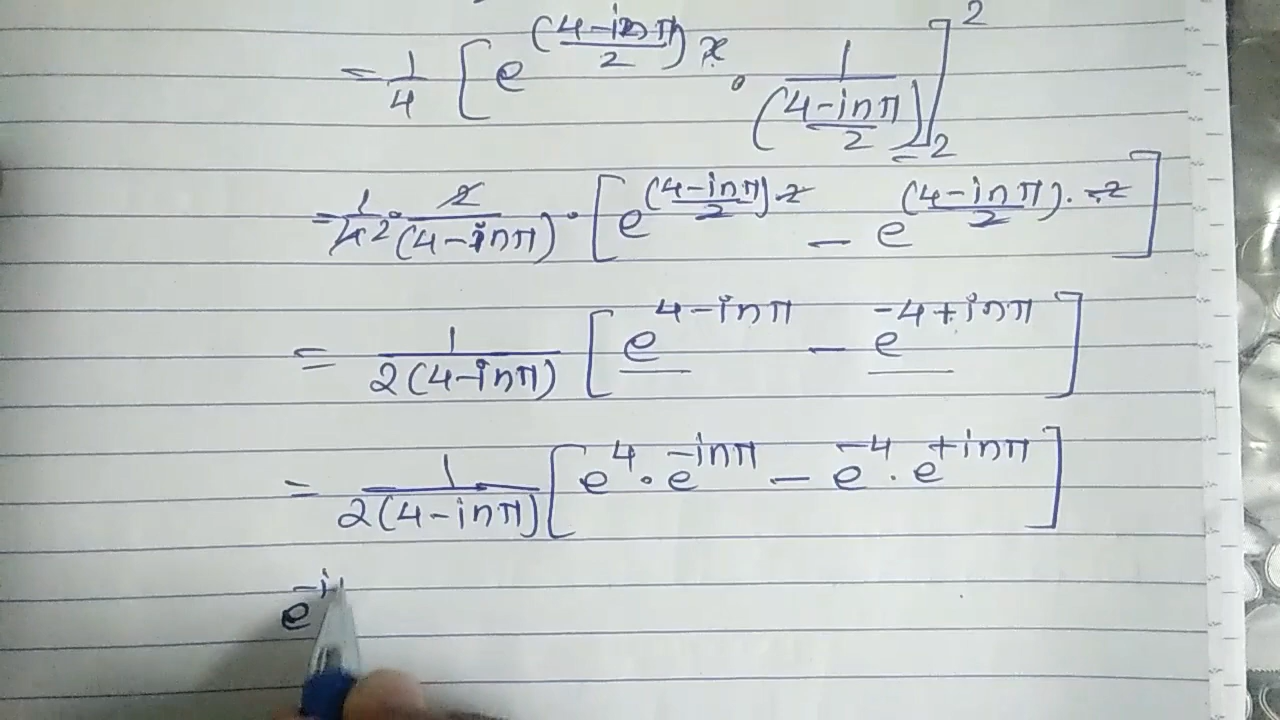 = 1/4 [ e^((4-inπ)/2)x · 1/((4-inπ)/2) ]_-2^2
= 1/4 2 · 2/(4-inπ) · [ e^((4-inπ)/2)·2 - e^((4-inπ)/2)·-2 ]
= 1/2(4-inπ) [ e^4-inπ - e^-4+inπ ]
= 1/2(4-inπ) [ e^4 · e^-inπ - e^-4 · e^+inπ ]
e^-i